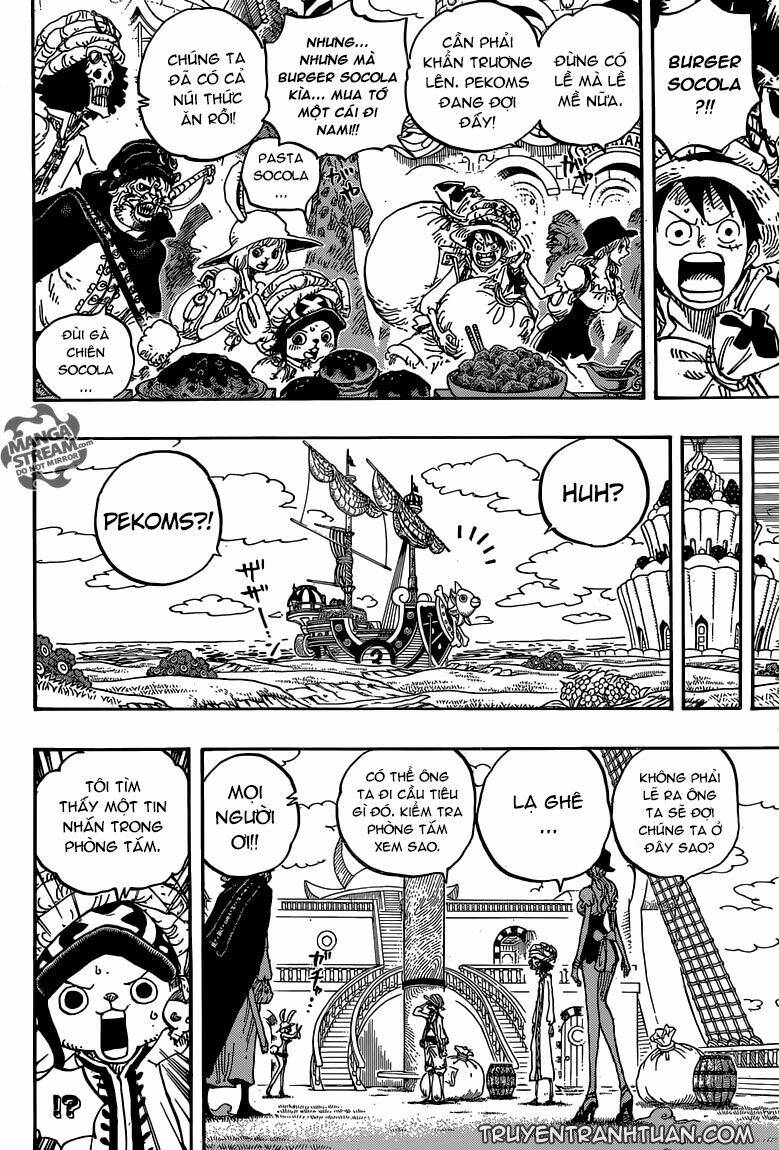 BURGER
SOCOLA
?!!
ĐỪNG CÓ
LỀ MÀ LỀ
MỀ NỮA.
CẦN PHẢI
KHẨN TRƯƠNG
LÊN. PEKOMS
ĐANG ĐỢI
ĐẤY!
NHƯNG...
NHƯNG MÀ
BURGER SOCOLA
KÌA... MUA TỚ
MỘT CÁI ĐI
NAMI!!
CHÚNG TA
ĐÃ CÓ CẢ
NÚI THỨC
ĂN RỒI!
PASTA
SOCOLA
...
ĐÙI GÀ
CHIÊN
SOCOLA
...
MANGA
STREAM.com
DO NOT MIRROR!
HUH?
PEKOMS?!
KHÔNG PHẢI
LẼ RA ÔNG
TA SẼ ĐỢI
CHÚNG TA Ở
ĐÂY SAO?
LẠ GHÊ
...
CÓ THỂ ÔNG
TA ĐI CẦU TIÊU
GÌ ĐÓ. KIỂM TRA
PHÒNG TẮM
XEM SAO.
MỌI
NGƯỜI
ƠI!!
TÔI TÌM
THẤY MỘT TIN
NHẮN TRONG
PHÒNG TẮM.
!?
TRUYENTRANHTUAN.COM